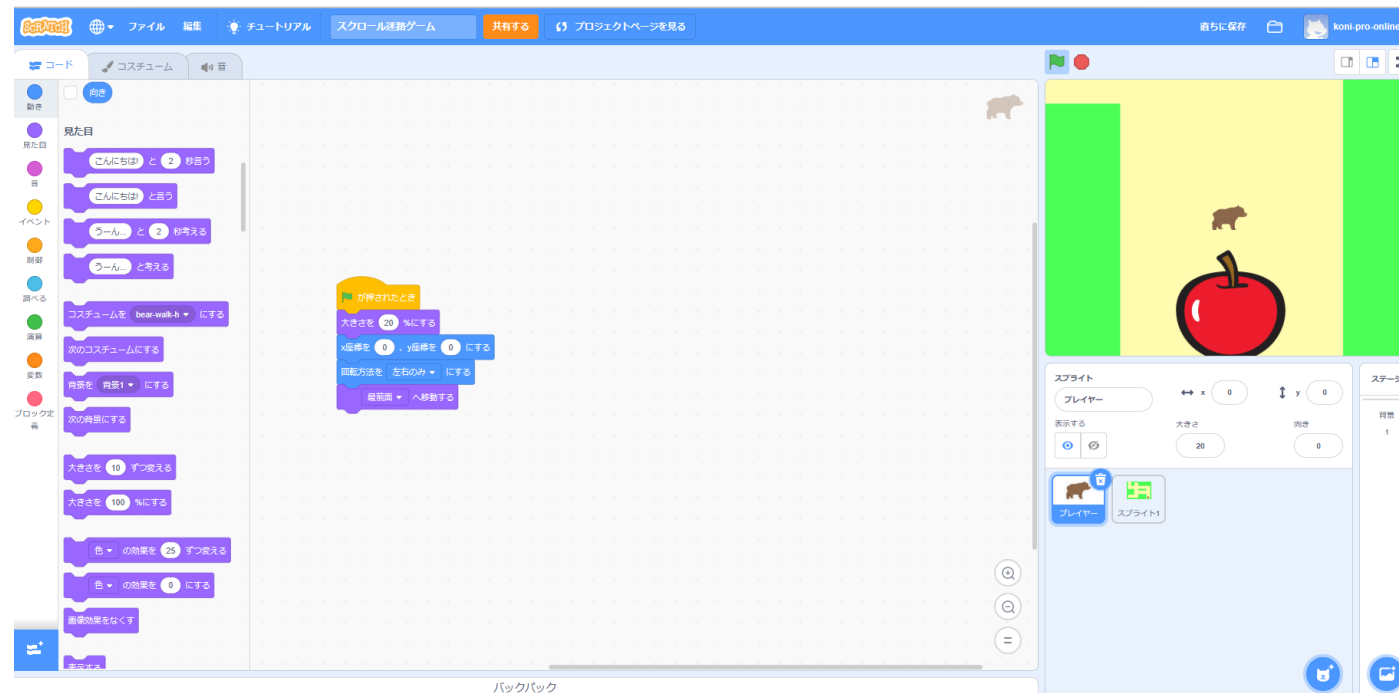 SCRATCH
ファイル
編集
チュートリアル
スクロール迷路ゲーム
共有する
プロジェクトページを見る
直ちに保存
koni-pro-online
コード
コスチューム
音
動き
見た目
音
イベント
制御
調べる
演算
変数
ブロック定
義
向き
見た目
こんにちは! と 2 秒言う
こんにちは! と言う
うーん... と 2 秒考える
うーん... と考える
コスチュームを bear-walk-h にする
次のコスチュームにする
背景を 背景1 にする
次の背景にする
大きさを 10 ずつ変える
大きさを 100 %にする
色 の効果を 25 ずつ変える
色 の効果を 0 にする
画像効果をなくす
表示する
が押されたとき
大きさを 20 %にする
x座標を 0 、y座標を 0 にする
回転方法を 左右のみ にする
最前面 へ移動する
バックパック
スプライト
プレイヤー
x 0
y 0
表示する
大きさ
20
向き
0
プレイヤー
スプライト1
ステージ
背景
1